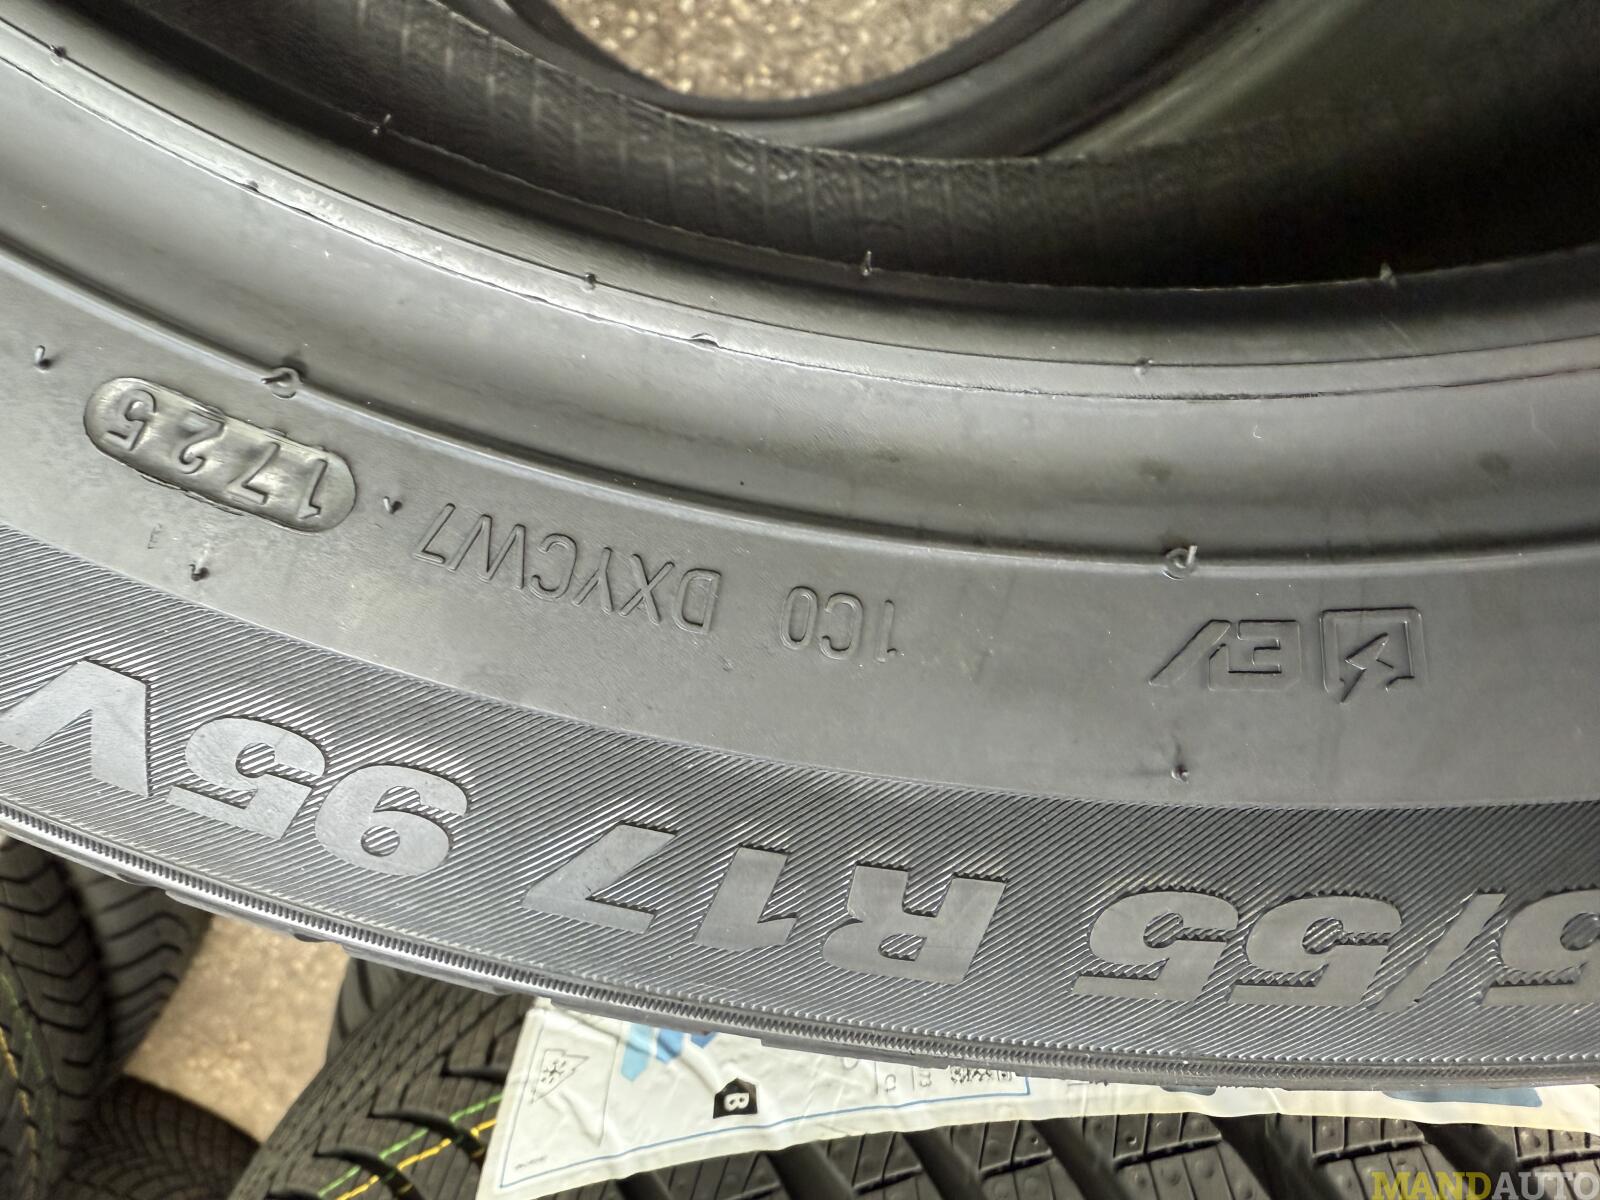 EV
1C0 DXYCW7 1725
5/55 R17 95V
B
MANDAUTO